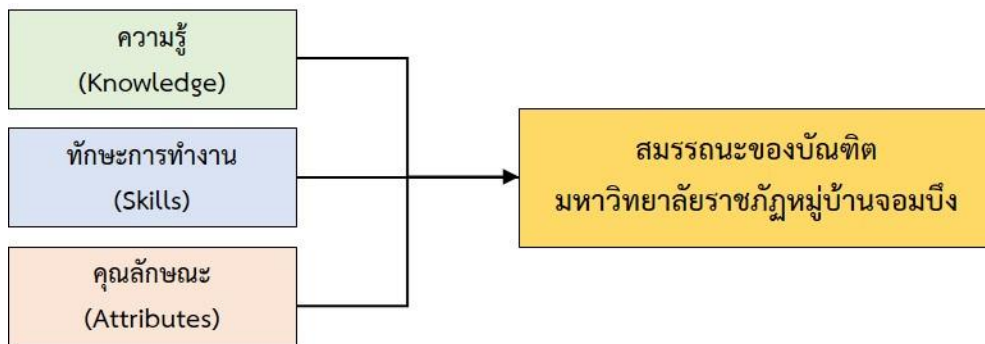 ความรู้
(Knowledge)
ทักษะการทำงาน
(Skills)
คุณลักษณะ
(Attributes)
สมรรถนะของบัณฑิต
มหาวิทยาลัยราชภัฏหมู่บ้านจอมบึง